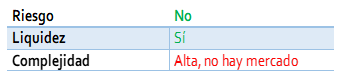 Riesgo No
Liquidez Sí
Complejidad Alta, no hay mercado